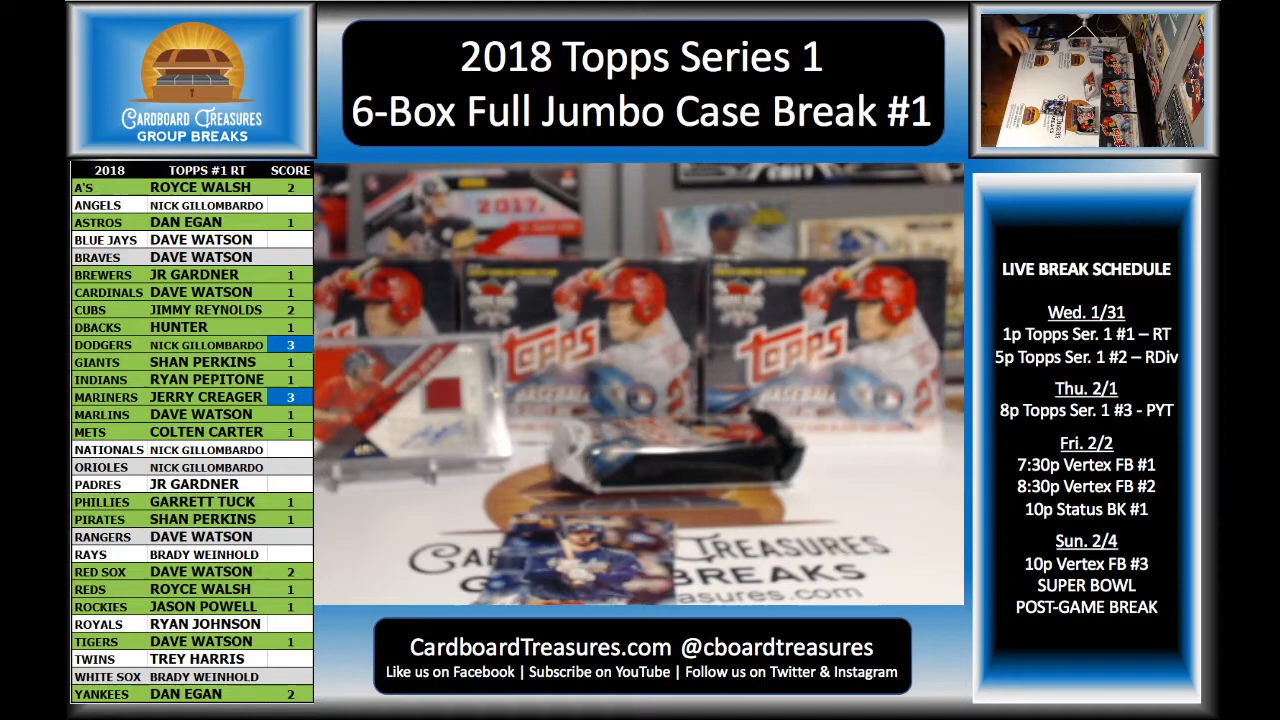 CARDBOARD TREASURES
GROUP BREAKS
2018 Topps Series 1
6-Box Full Jumbo Case Break #1
2018 TOPPS #1 RT SCORE
A'S ROYCE WALSH 2
ANGELS NICK GILLOMBARDO
ASTROS DAN EGAN 1
BLUE JAYS DAVE WATSON
BRAVES DAVE WATSON
BREWERS JR GARDNER 1
CARDINALS DAVE WATSON 1
CUBS JIMMY REYNOLDS 2
DBACKS HUNTER 1
DODGERS NICK GILLOMBARDO 3
GIANTS SHAN PERKINS 1
INDIANS RYAN PEPITONE 1
MARINERS JERRY CREAGER 3
MARLINS DAVE WATSON 1
METS COLTEN CARTER 1
NATIONALS NICK GILLOMBARDO
ORIOLES NICK GILLOMBARDO
PADRES JR GARDNER
PHILLIES GARRETT TUCK 1
PIRATES SHAN PERKINS 1
RANGERS DAVE WATSON
RAYS BRADY WEINHOLD
RED SOX DAVE WATSON 2
REDS ROYCE WALSH 1
ROCKIES JASON POWELL 1
ROYALS RYAN JOHNSON
TIGERS DAVE WATSON 1
TWINS TREY HARRIS
WHITE SOX BRADY WEINHOLD
YANKEES DAN EGAN 2
2017
TOPPS
TOPPS
TREASURES
BREAKS
CardboardTreasures.com @cboardtreasures
Like us on Facebook | Subscribe on YouTube | Follow us on Twitter & Instagram
LIVE BREAK SCHEDULE
Wed. 1/31
1p Topps Ser. 1 #1 – RT
5p Topps Ser. 1 #2 – RDiv
Thu. 2/1
8p Topps Ser. 1 #3 - PYT
Fri. 2/2
7:30p Vertex FB #1
8:30p Vertex FB #2
10p Status BK #1
Sun. 2/4
10p Vertex FB #3
SUPER BOWL
POST-GAME BREAK